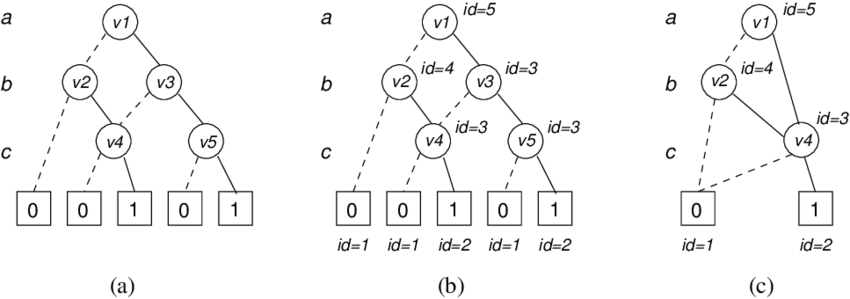 a
v1
b
v2
v3
c
v4
v5
0
0
1
0
1
(a)
a
v1
id=5
b
v2
id=4
v3
id=3
c
v4
id=3
v5
id=3
0
0
1
0
1
id=1
id=1
id=2
id=1
id=2
(b)
a
v1
id=5
b
v2
id=4
c
v4
id=3
0
1
id=1
id=2
(c)